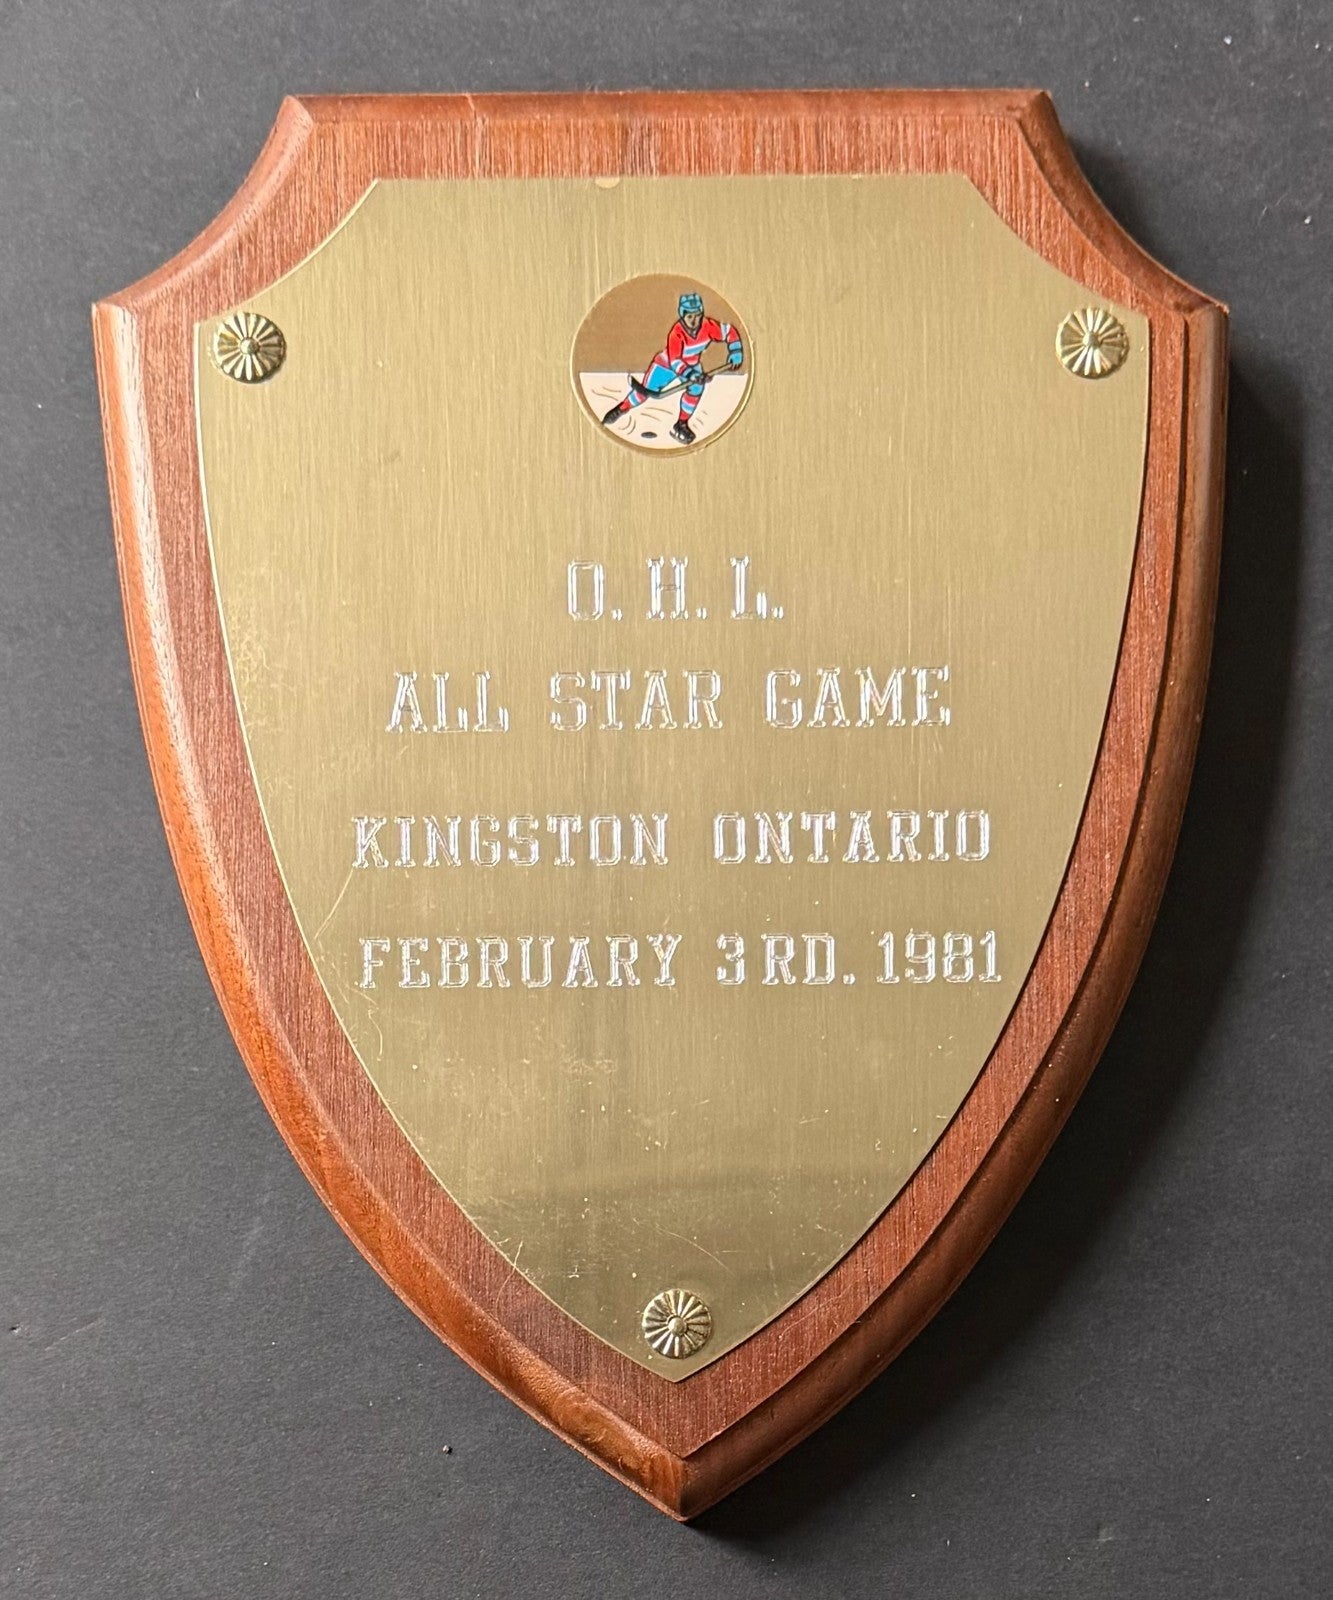 O.H.L.
ALL STAR GAME
KINGSTON ONTARIO
FEBRUARY 3RD. 1981